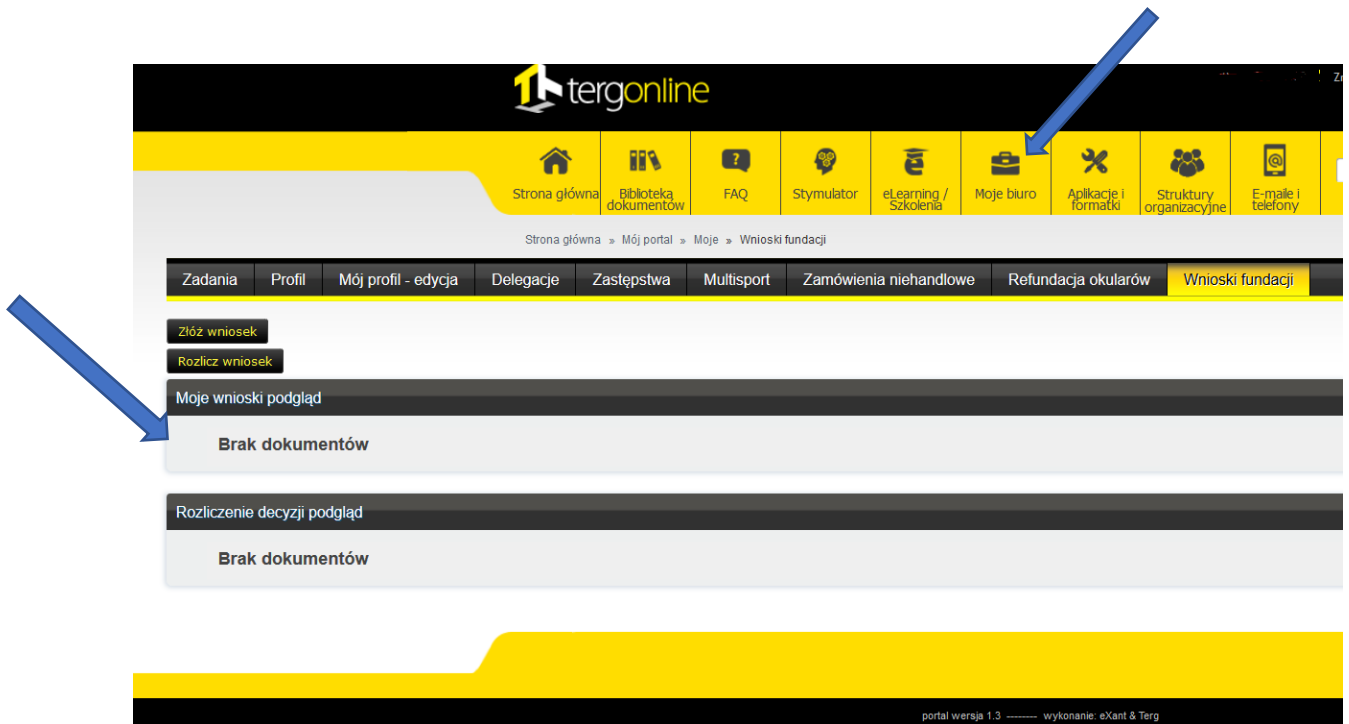 tergonline
Strona główna
Biblioteka dokumentów
FAQ
Stymulator
eLearning / Szkolenia
Moje biuro
Aplikacje i formatki
Struktury organizacyjne
E-maile i telefony
Strona główna » Mój portal » Moje » Wnioski fundacji
Zadania Profil Mój profil - edycja Delegacje Zastępstwa Multisport Zamówienia niehandlowe Refundacja okularów Wnioski fundacji
Złóż wniosek
Rozlicz wniosek
Moje wnioski podgląd
Brak dokumentów
Rozliczenie decyzji podgląd
Brak dokumentów
portal wersja 1.3 -------- wykonanie: eXant & Terg